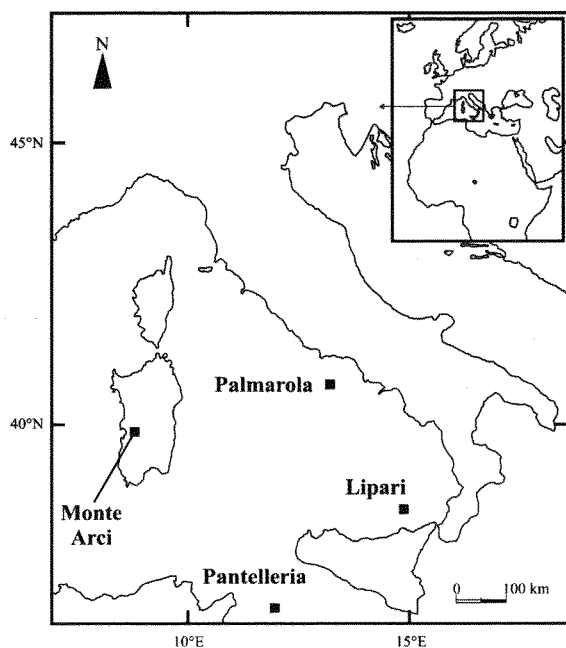 N
45°N
Palmarola
40°N
Lipari
Monte
Arci
Pantelleria
0 100 km
10°E
15°E